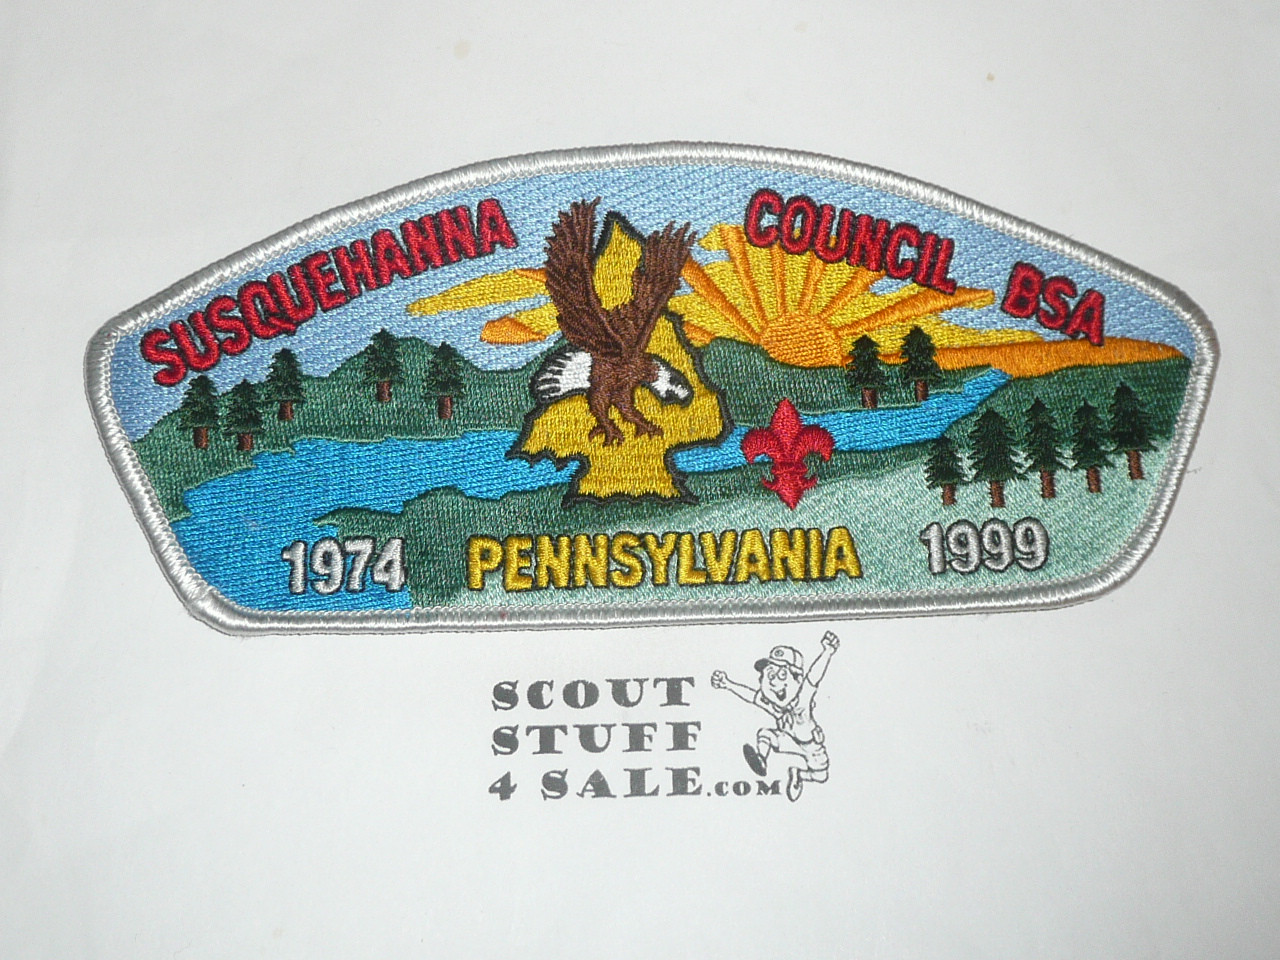 SUSQUEHANNA COUNCIL BSA
1974 PENNSYLVANIA 1999
SCOUT
STUFF
4 SALE.COM